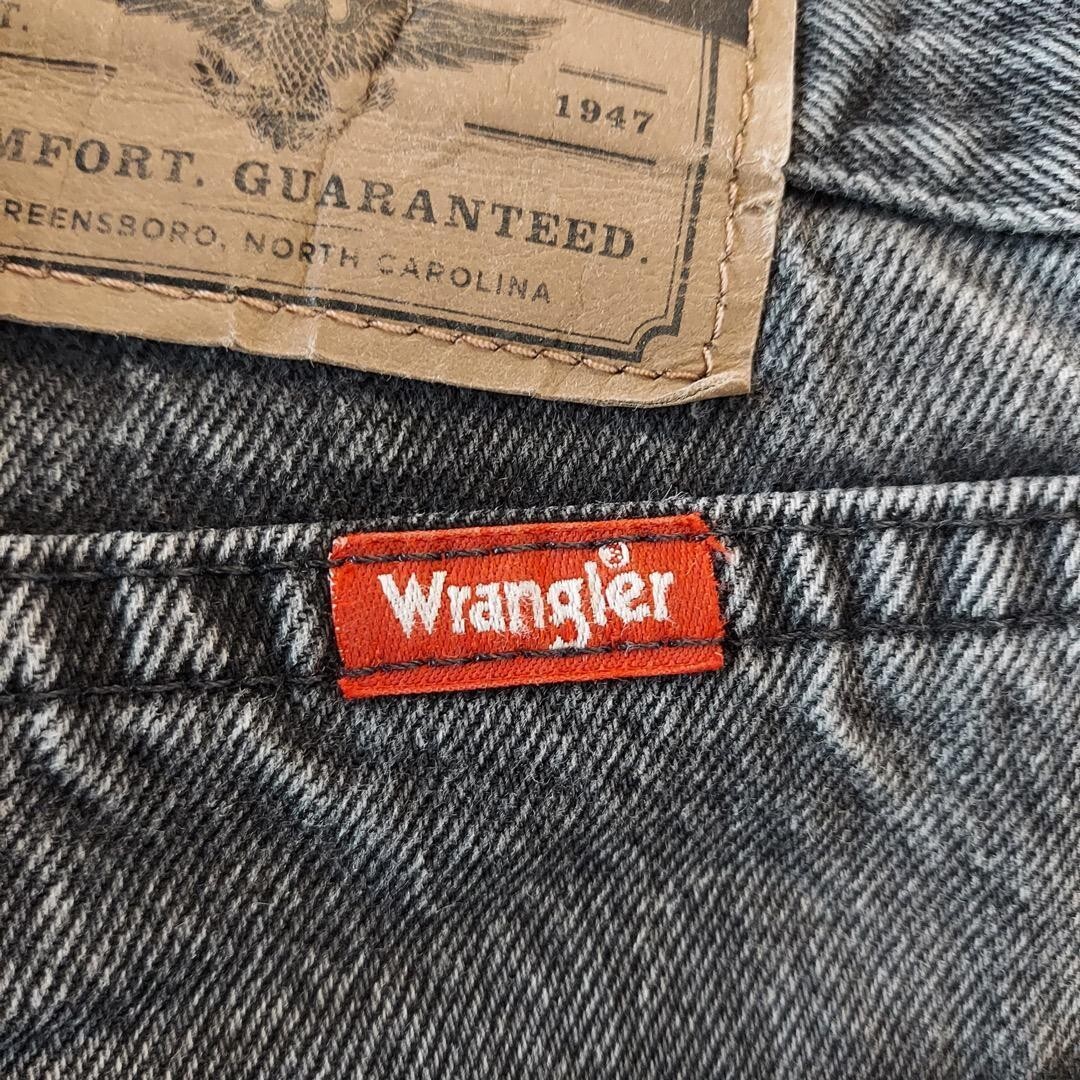 T.
1947
MFORT. GUARANTEED.
REENSBORO, NORTH CAROLINA
Wrangler®